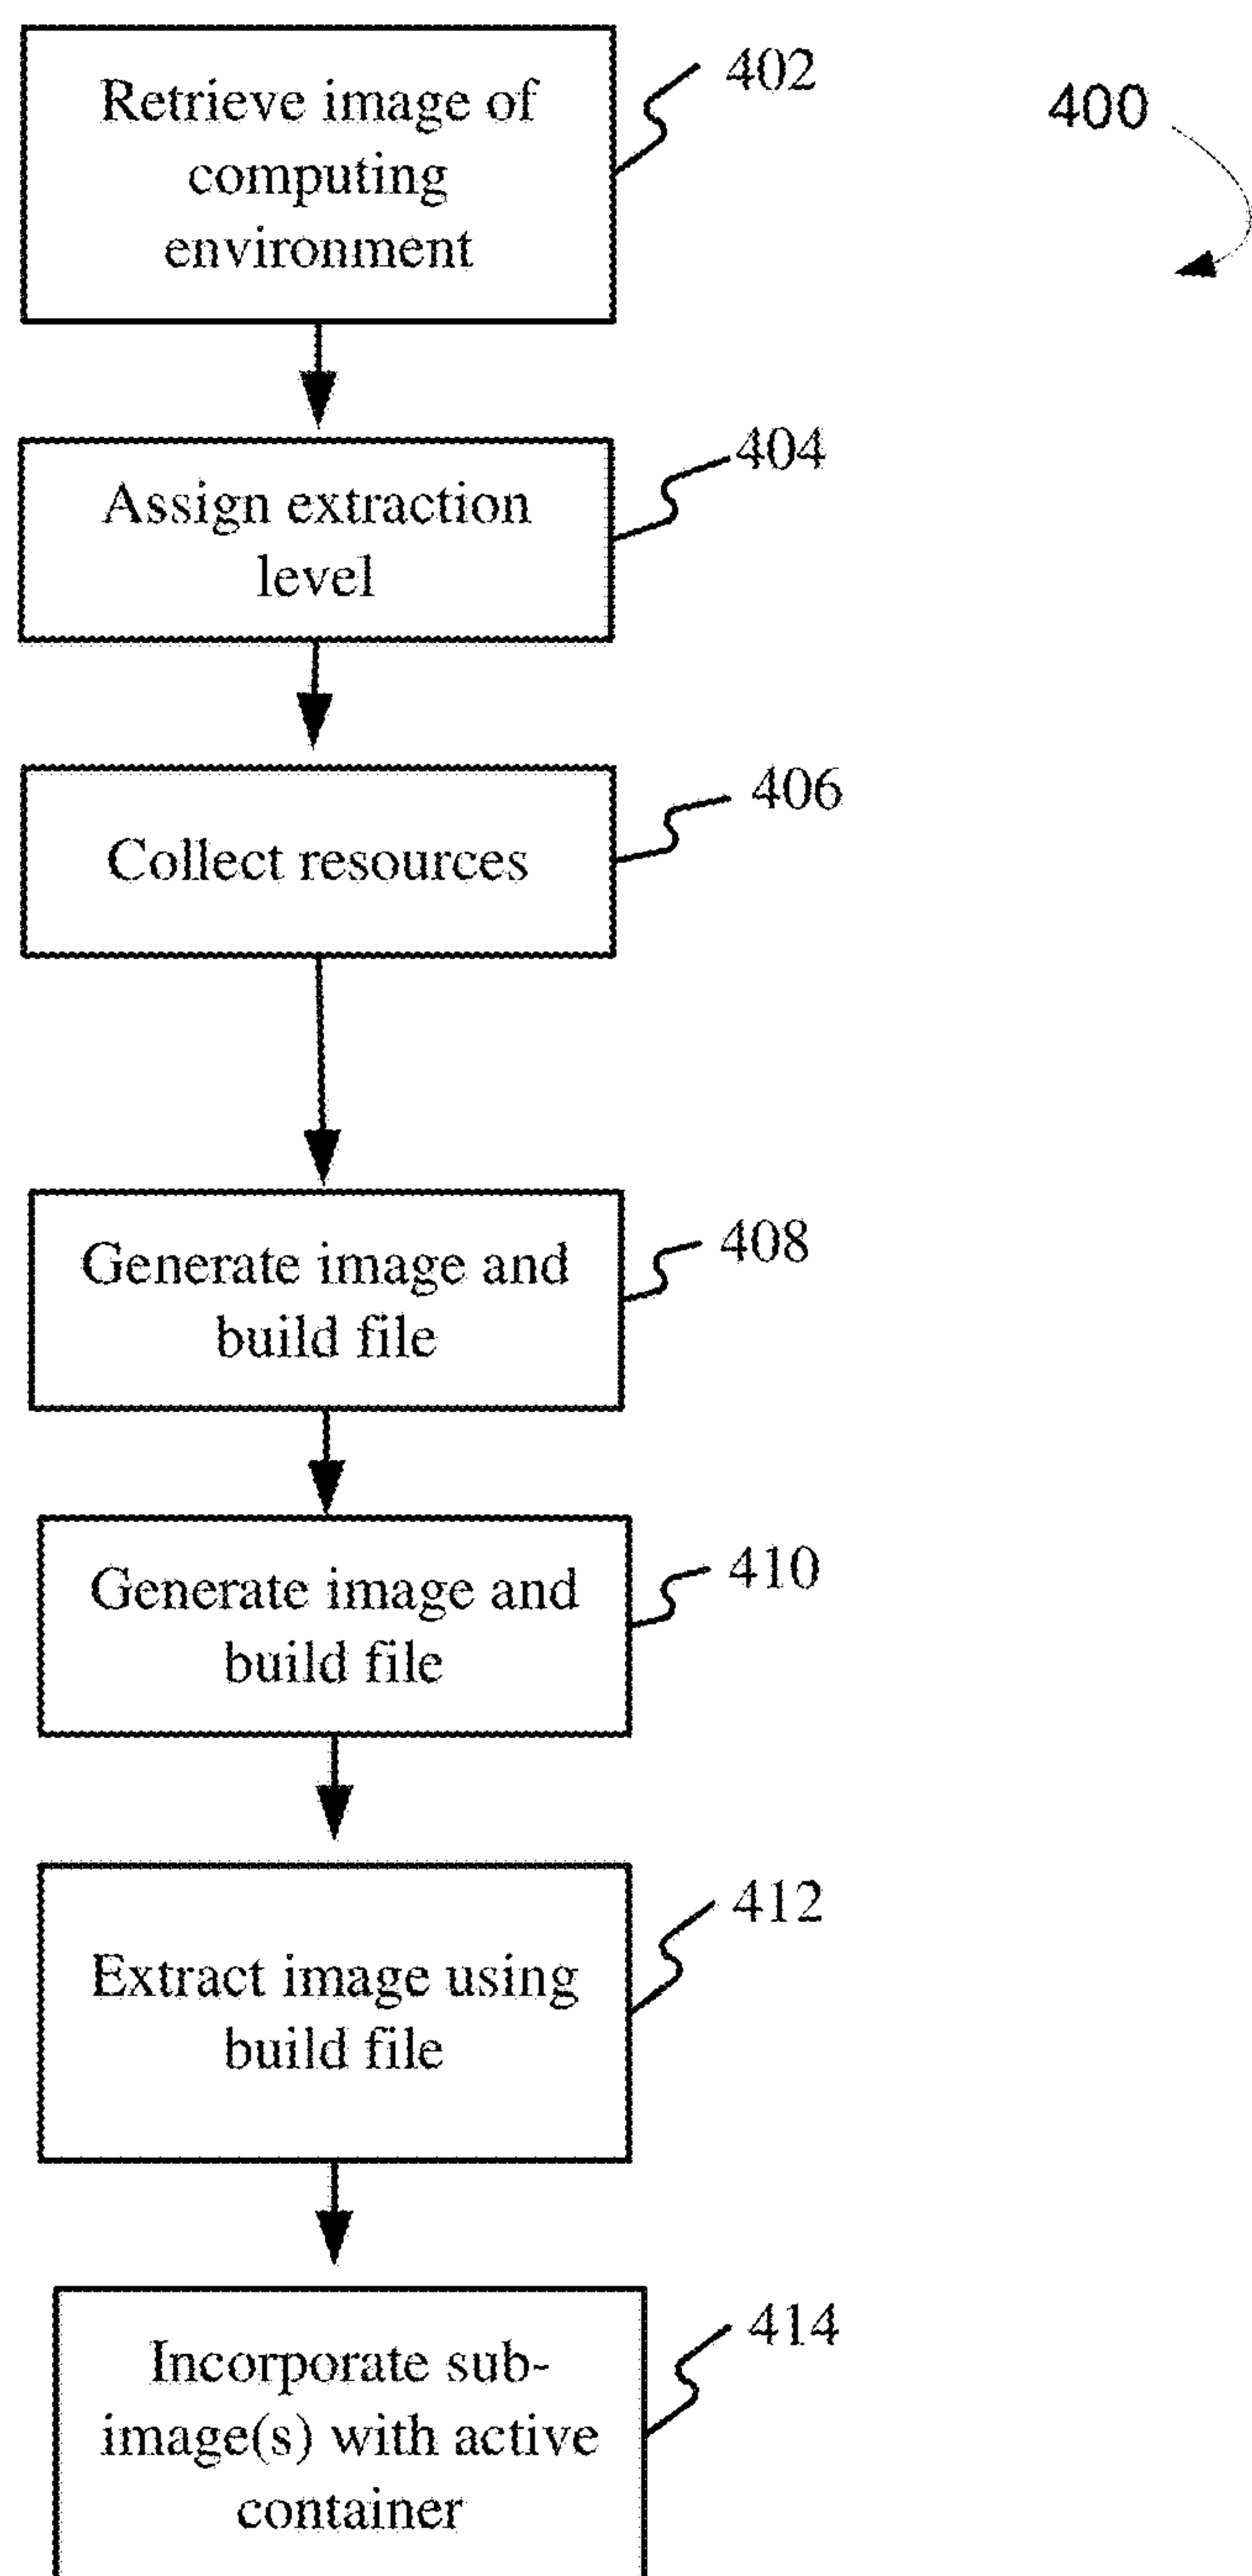 Retrieve image of
computing
environment
402
400
Assign extraction
level
404
Collect resources
406
Generate image and
build file
408
Generate image and
build file
410
Extract image using
build file
412
Incorporate sub-
image(s) with active
container
414